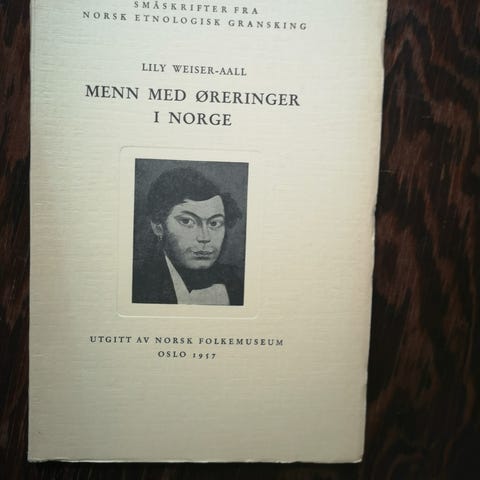 SMÅSKRIFTER FRA
NORSK ETNOLOGISK GRANSKING
LILY WEISER-AALL
MENN MED ØRERINGER
I NORGE
UTGITT AV NORSK FOLKEMUSEUM
OSLO 1957